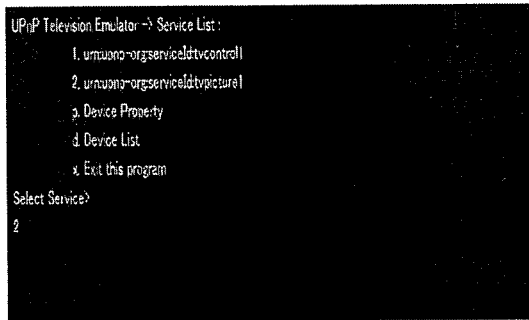 UPnP Television Emulator -> Service List :
1. urn:upnp-org:serviceId:tvcontrol1
2. urn:upnp-org:serviceId:tvpicture1
p. Device Property
d. Device List
x. Exit this program
Select Service>
2